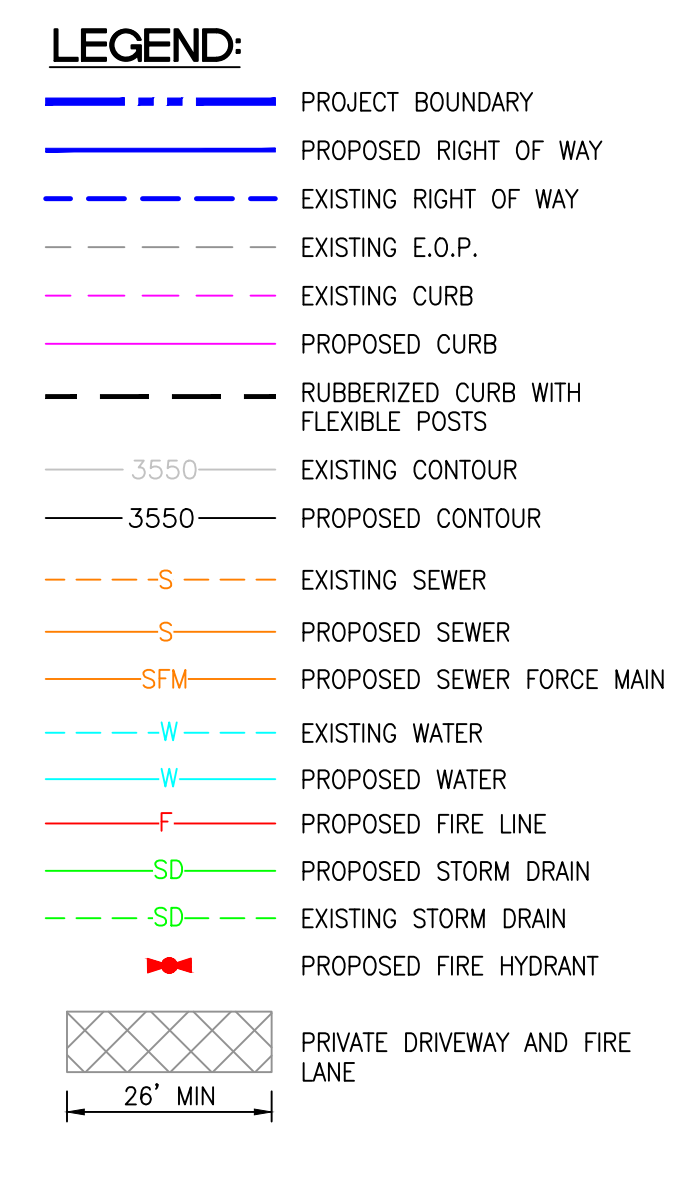 LEGEND:
PROJECT BOUNDARY
PROPOSED RIGHT OF WAY
EXISTING RIGHT OF WAY
EXISTING E.O.P.
EXISTING CURB
PROPOSED CURB
RUBBERIZED CURB WITH
FLEXIBLE POSTS
3550 EXISTING CONTOUR
3550 PROPOSED CONTOUR
S EXISTING SEWER
S PROPOSED SEWER
SFM PROPOSED SEWER FORCE MAIN
W EXISTING WATER
W PROPOSED WATER
F PROPOSED FIRE LINE
SD PROPOSED STORM DRAIN
SD EXISTING STORM DRAIN
PROPOSED FIRE HYDRANT
PRIVATE DRIVEWAY AND FIRE
LANE
26' MIN